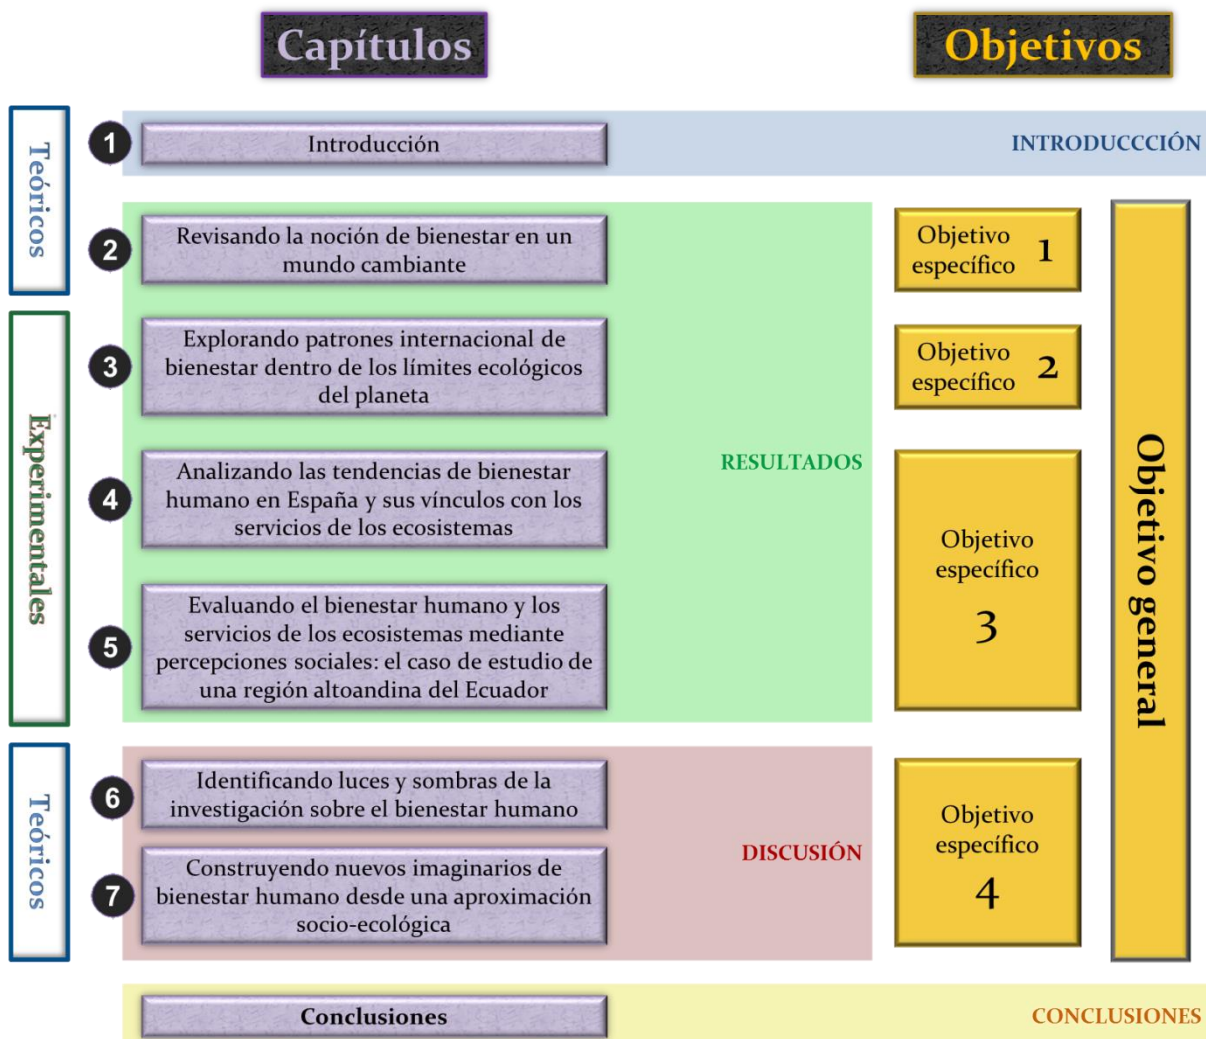 Capítulos
Objetivos
Teóricos
1
Introducción
INTRODUCCCIÓN
2
Revisando la noción de bienestar en un
mundo cambiante
Objetivo
específico 1
Experimentales
3
Explorando patrones internacional de
bienestar dentro de los límites ecológicos
del planeta
Objetivo
específico 2
4
Analizando las tendencias de bienestar
humano en España y sus vínculos con los
servicios de los ecosistemas
RESULTADOS
5
Evaluando el bienestar humano y los
servicios de los ecosistemas mediante
percepciones sociales: el caso de estudio de
una región altoandina del Ecuador
Objetivo
específico
3
Objetivo general
Teóricos
6
Identificando luces y sombras de la
investigación sobre el bienestar humano
7
Construyendo nuevos imaginarios de
bienestar humano desde una aproximación
socio-ecológica
DISCUSIÓN
Objetivo
específico
4
Conclusiones
CONCLUSIONES